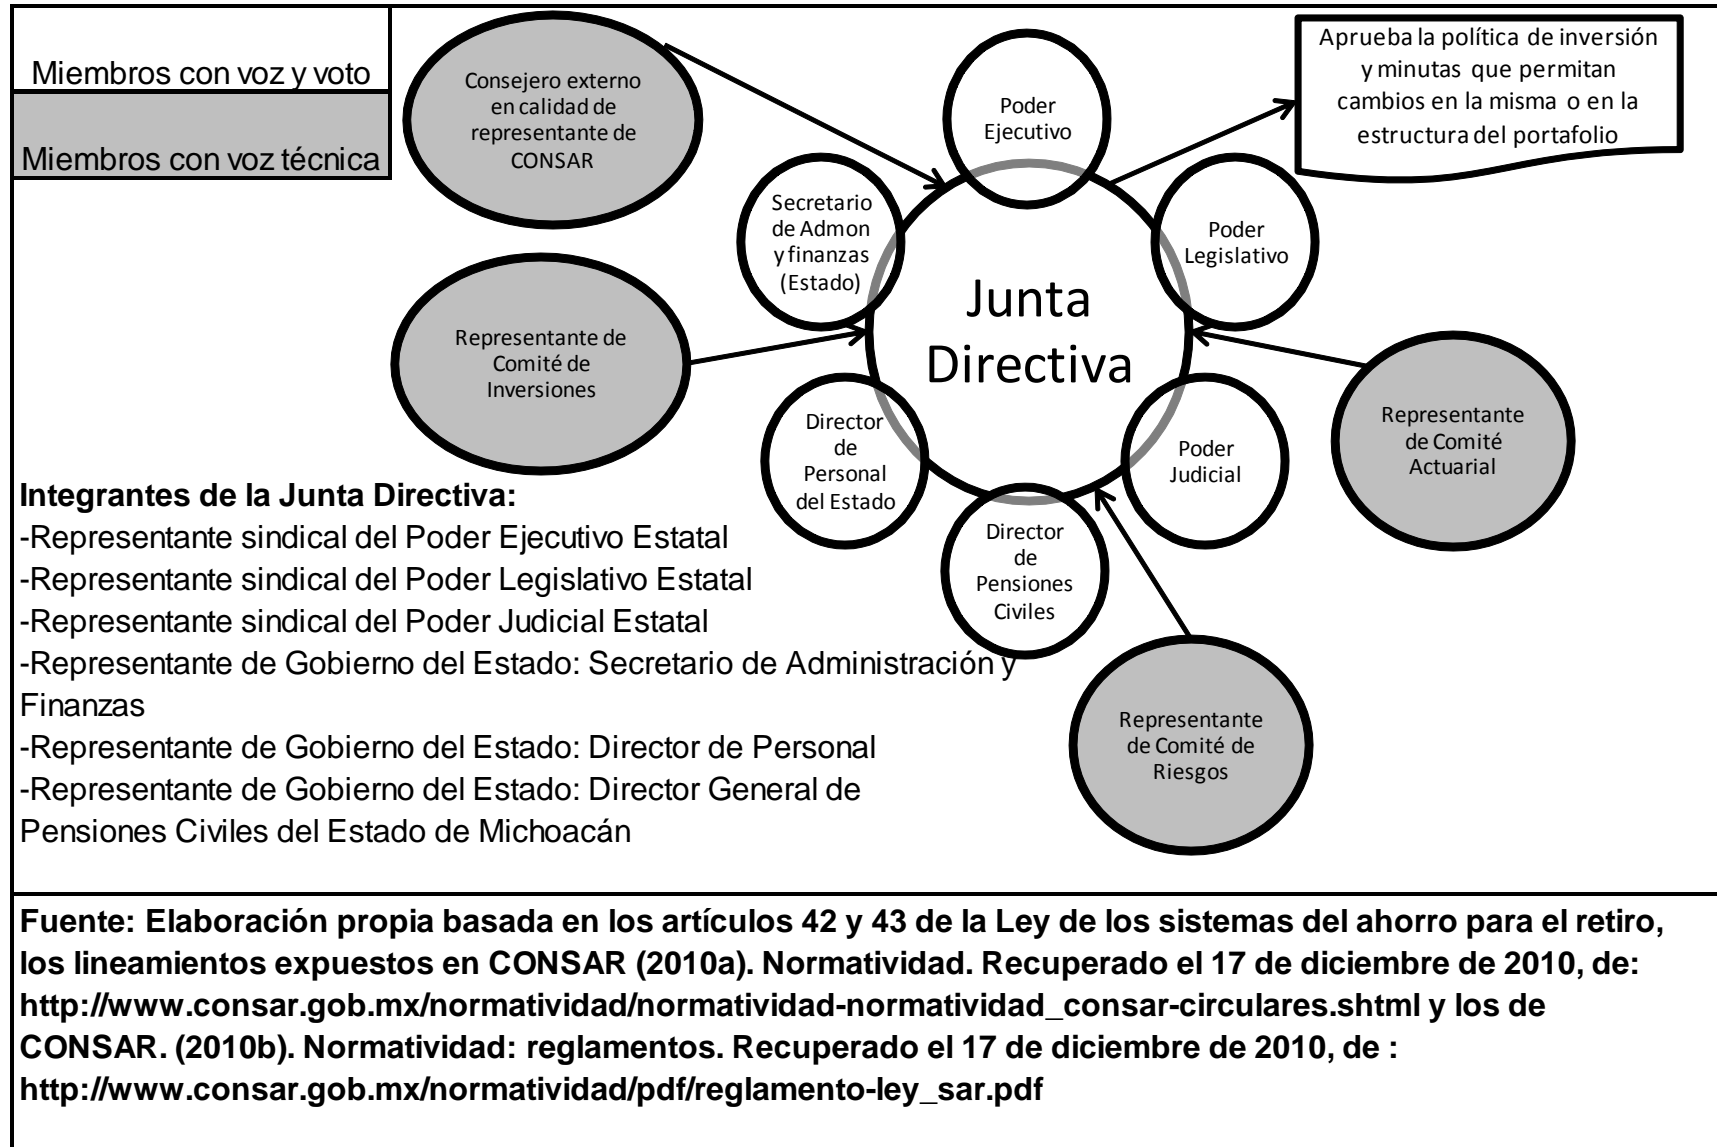 Miembros con voz y voto
Miembros con voz técnica
Consejero externo
en calidad de
representante de
CONSAR
Poder
Ejecutivo
Aprueba la política de inversión
y minutas que permitan
cambios en la misma o en la
estructura del portafolio
Secretario
de Admon
y finanzas
(Estado)
Poder
Legislativo
Junta
Directiva
Representante de
Comité de
Inversiones
Representante
de Comité
Actuarial
Director
de
Personal
del Estado
Poder
Judicial
Director
de
Pensiones
Civiles
Representante
de Comité de
Riesgos
Integrantes de la Junta Directiva:
-Representante sindical del Poder Ejecutivo Estatal
-Representante sindical del Poder Legislativo Estatal
-Representante sindical del Poder Judicial Estatal
-Representante de Gobierno del Estado: Secretario de Administración y
Finanzas
-Representante de Gobierno del Estado: Director de Personal
-Representante de Gobierno del Estado: Director General de
Pensiones Civiles del Estado de Michoacán
Fuente: Elaboración propia basada en los artículos 42 y 43 de la Ley de los sistemas del ahorro para el retiro,
los lineamientos expuestos en CONSAR (2010a). Normatividad. Recuperado el 17 de diciembre de 2010, de:
http://www.consar.gob.mx/normatividad/normatividad-normatividad_consar-circulares.shtml y los de
CONSAR. (2010b). Normatividad: reglamentos. Recuperado el 17 de diciembre de 2010, de :
http://www.consar.gob.mx/normatividad/pdf/reglamento-ley_sar.pdf